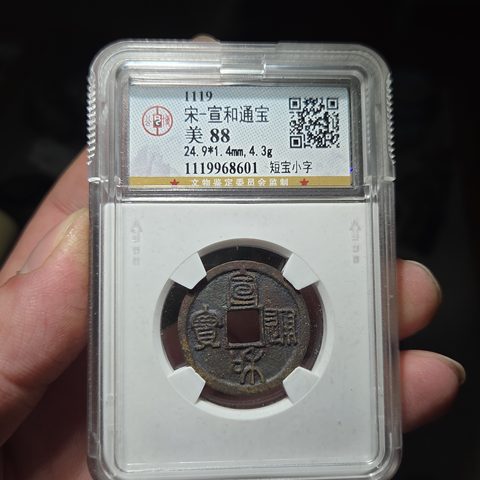 1119
宋-宣和通宝
美 88
24.9*1.4mm, 4.3g
1119968601 短宝小字
文物鉴定委员会监制
宣和通寳